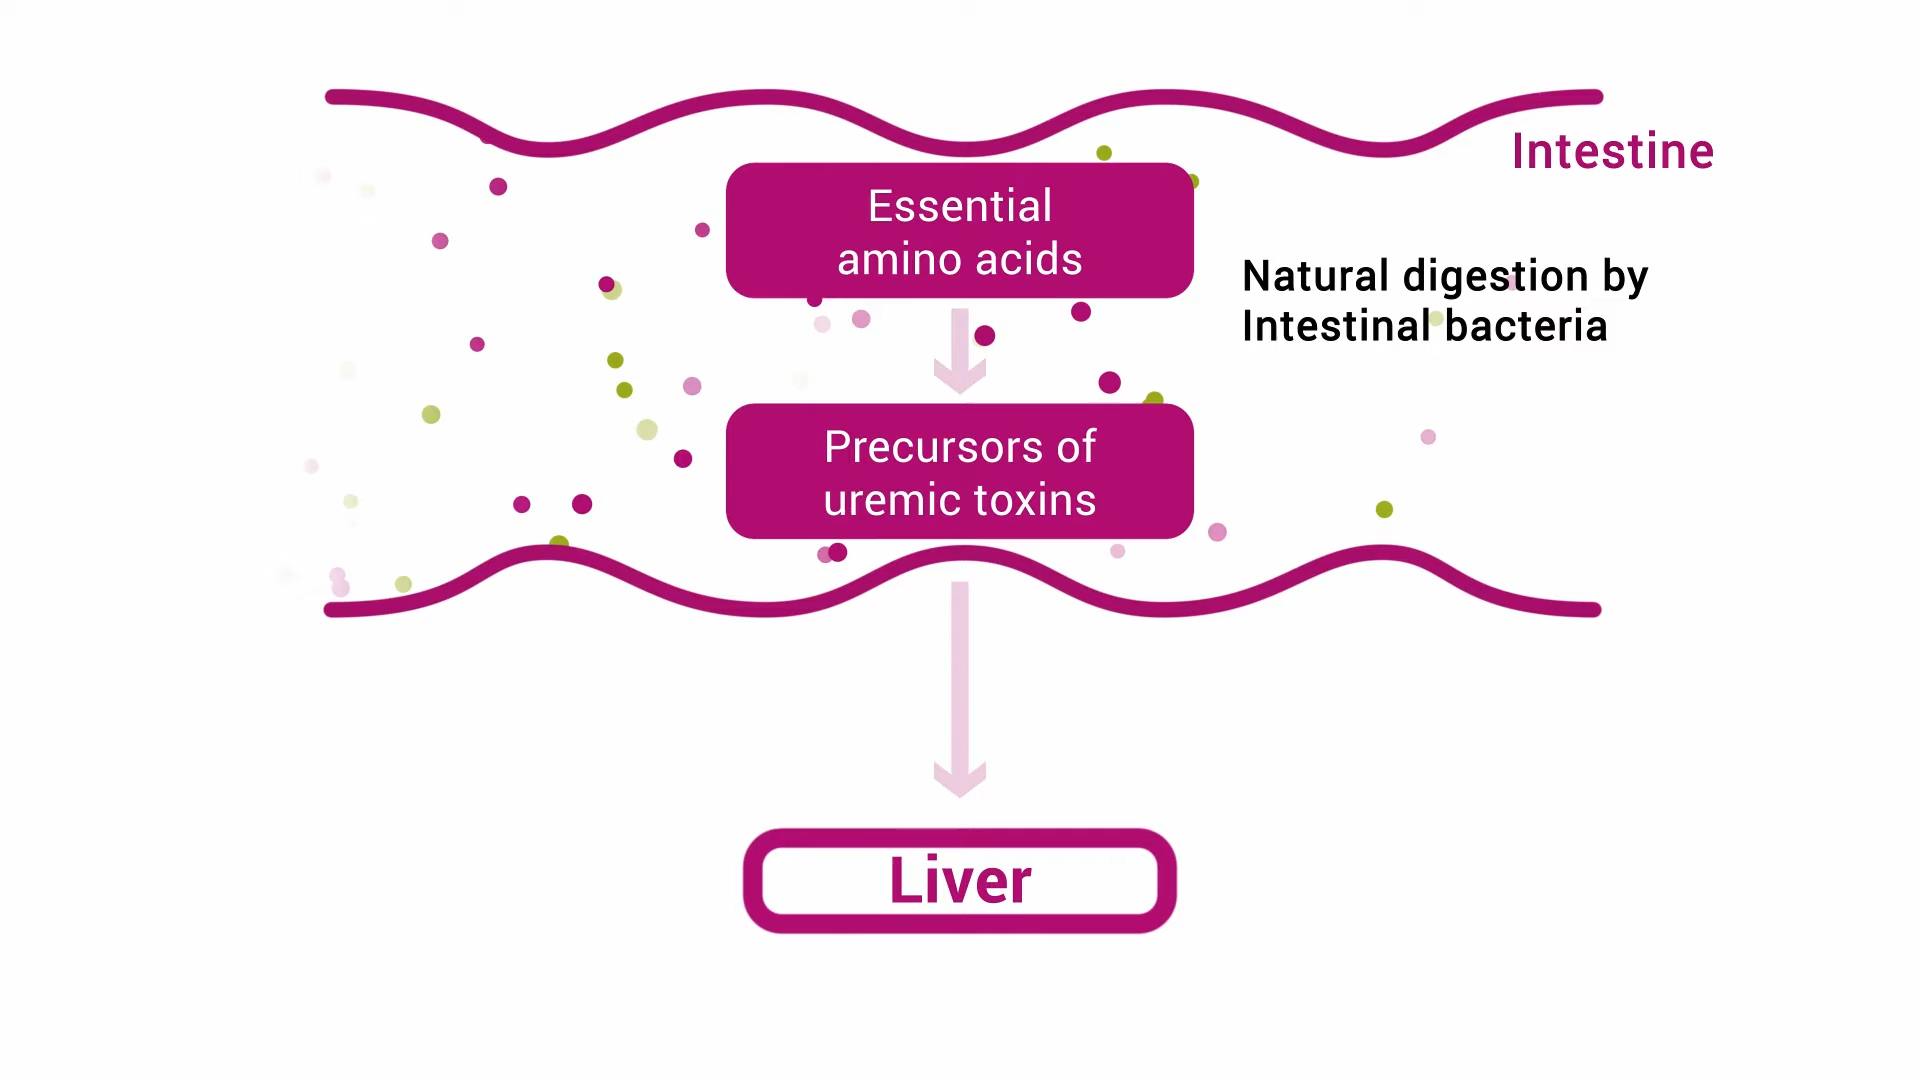 Intestine
Essential
amino acids
Natural digestion by
Intestinal bacteria
Precursors of
uremic toxins
Liver